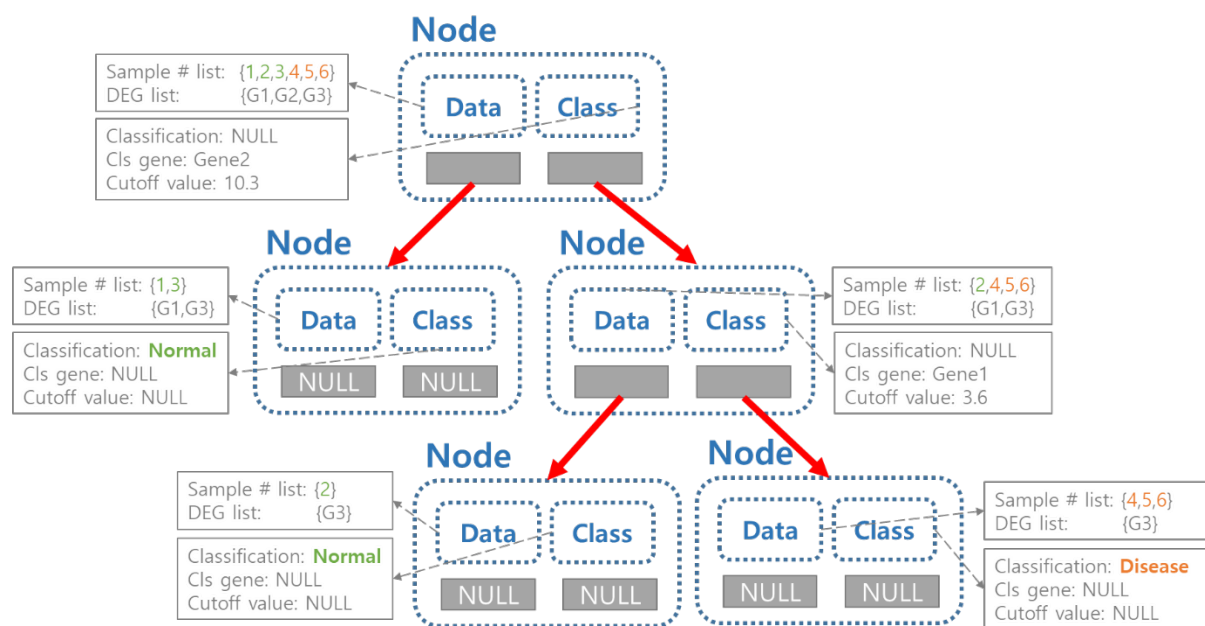 Node
Sample # list: {1,2,3,4,5,6}
DEG list: {G1,G2,G3}
Data
Class
Classification: NULL
Cls gene: Gene2
Cutoff value: 10.3
Node
Node
Sample # list: {1,3}
DEG list: {G1,G3}
Data
Class
Data
Class
Sample # list: {2,4,5,6}
DEG list: {G1,G3}
Classification: Normal
Cls gene: NULL
Cutoff value: NULL
NULL
NULL
Classification: NULL
Cls gene: Gene1
Cutoff value: 3.6
Node
Node
Sample # list: {2}
DEG list: {G3}
Data
Class
Data
Class
Sample # list: {4,5,6}
DEG list: {G3}
Classification: Normal
Cls gene: NULL
Cutoff value: NULL
NULL
NULL
NULL
NULL
Classification: Disease
Cls gene: NULL
Cutoff value: NULL